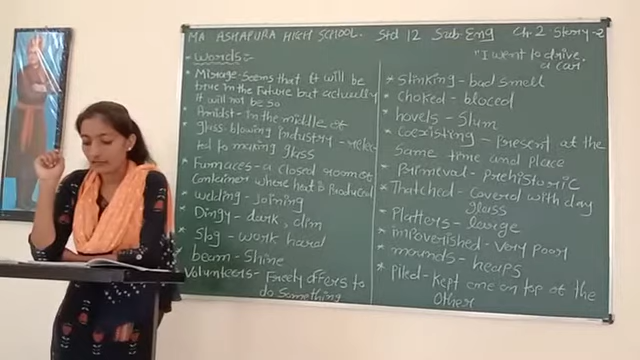 MA ASHAPURA HIGH SCHOOL. Std 12 Sub-Eng Ch-2 Story-2
"I went to drive
a car.
Words :-
Mirage-Seems that it will be
true in the Future but actually
it will not be so
Amidst-In the middle of
glass blowing industry -
ted to making glass
Furnaces-a closed room or
Container where heat is Produced
welding-Joining
Dingy-dark, dim
Slog-work hard
beam-Shine
Volunteers- Freely offers to
do Something
Stinking-bad smell
Choked-bloced
hovels-Slum
Coexisting-Present at the
Same time and Place
Primeval-PREHISTORIC
Thatched-Covered with day
glass
Platters-large
impoverished-very poor
mounds-heaps
Piled-Kept one on top of the
Other